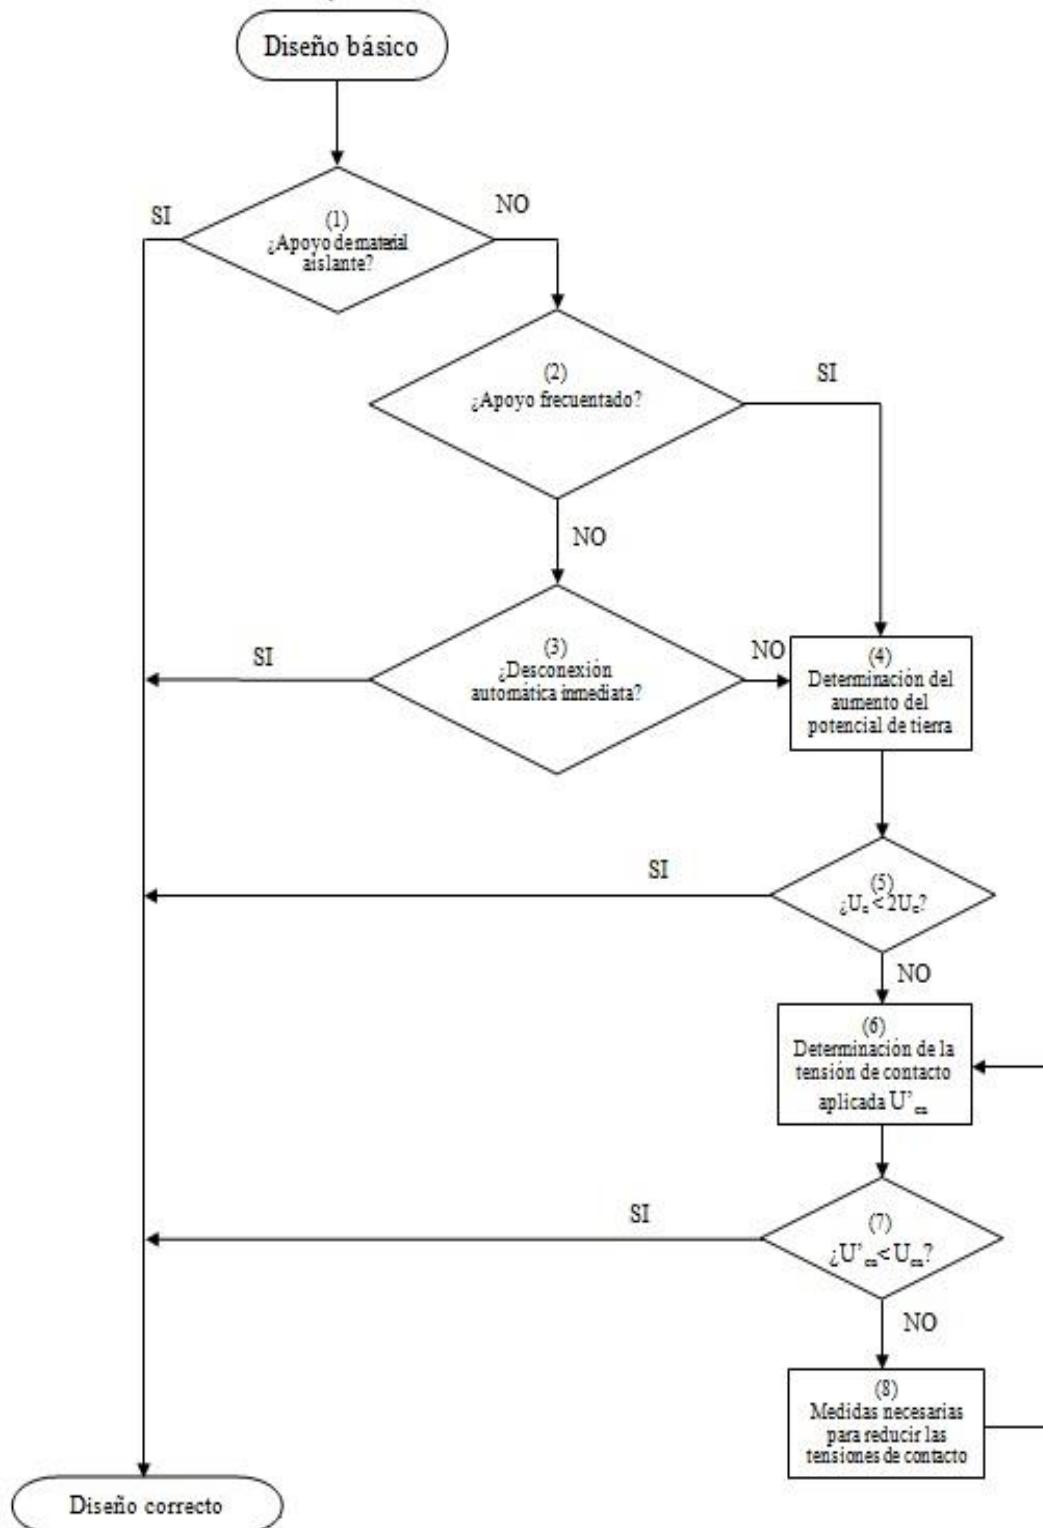 Diseño básico
SI
NO
(1)
¿Apoyo de material
aislante?
(2)
¿Apoyo frecuentado?
SI
NO
(3)
¿Desconexión
automática inmediata?
SI
NO
(4)
Determinación del
aumento del
potencial de tierra
SI
(5)
¿U < 2U?
NO
(6)
Determinación de la
tensión de contacto
aplicada U'ca
SI
(7)
¿U'ca < Uca?
NO
(8)
Medidas necesarias
para reducir las
tensiones de contacto
Diseño correcto